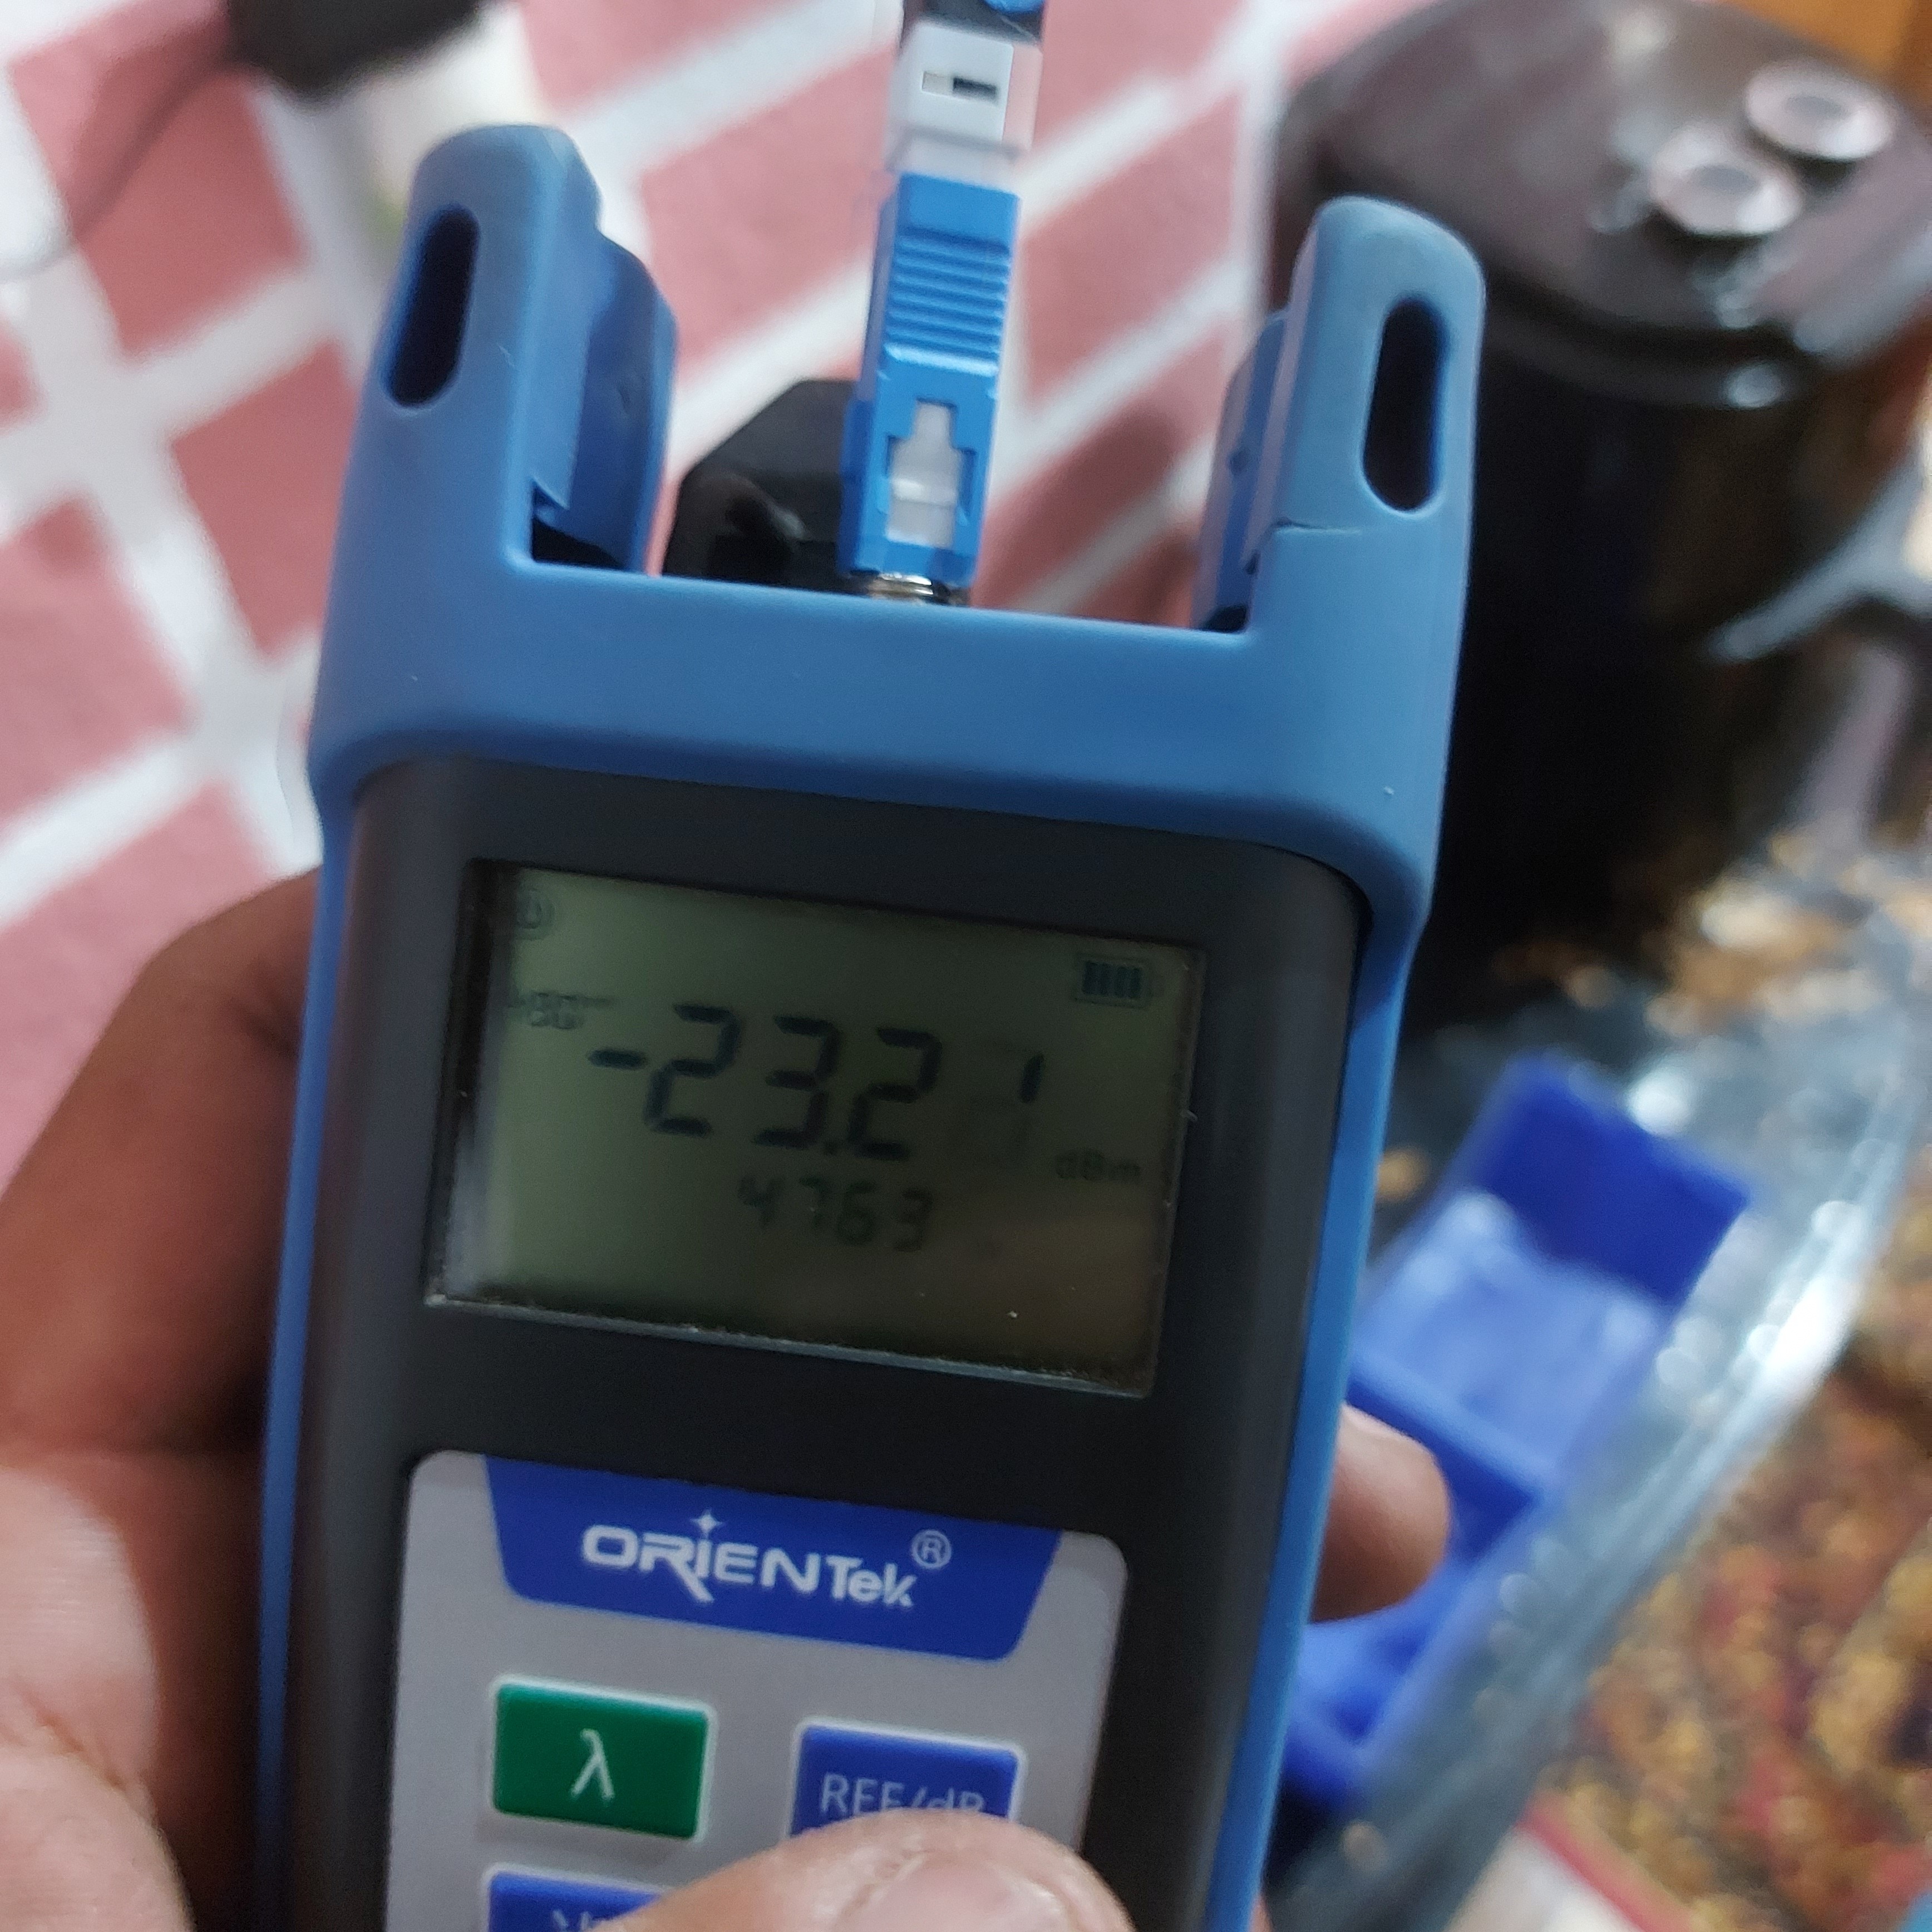 -23.21
dBm
4763
ORIENTek®
λ
REF/dB